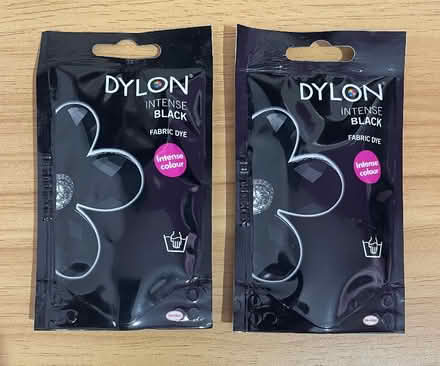 DYLON
INTENSE
BLACK
FABRIC DYE
Intense
colour
DYLON
INTENSE
BLACK
FABRIC DYE
Intense
colour